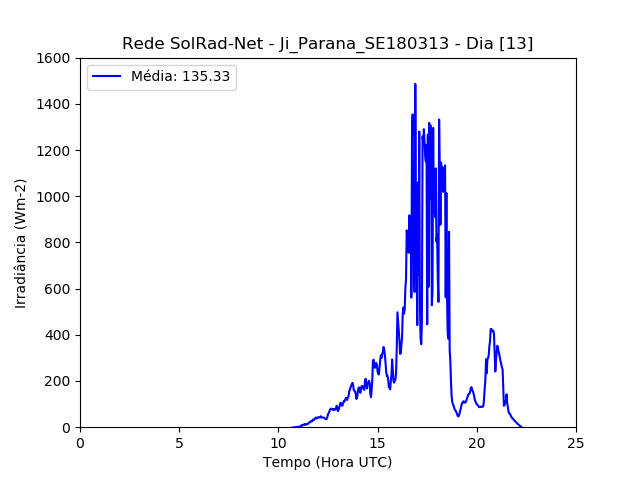 Rede SolRad-Net - Ji_Parana_SE180313 - Dia [13]
Média: 135.33
Irradiância (Wm-2)
1600
1400
1200
1000
800
600
400
200
0
0 5 10 15 20 25
Tempo (Hora UTC)